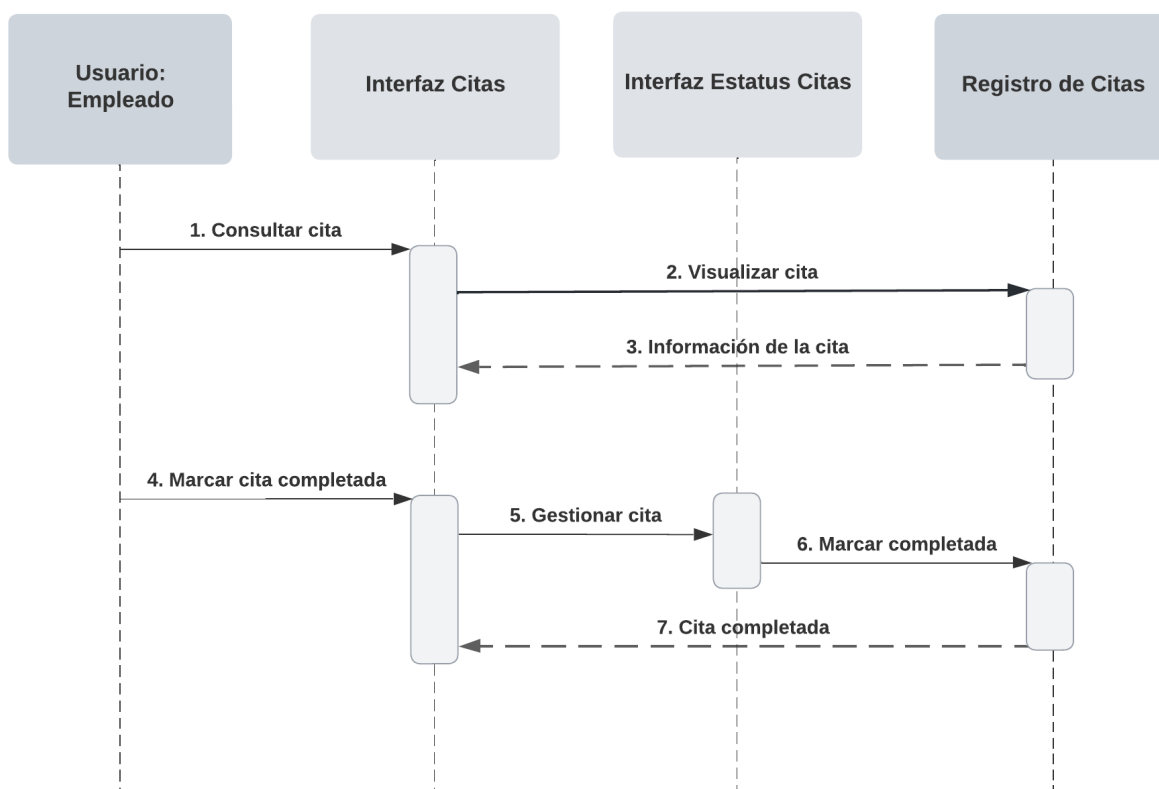 Usuario:
Empleado
Interfaz Citas
Interfaz Estatus Citas
Registro de Citas
1. Consultar cita
2. Visualizar cita
3. Información de la cita
4. Marcar cita completada
5. Gestionar cita
6. Marcar completada
7. Cita completada